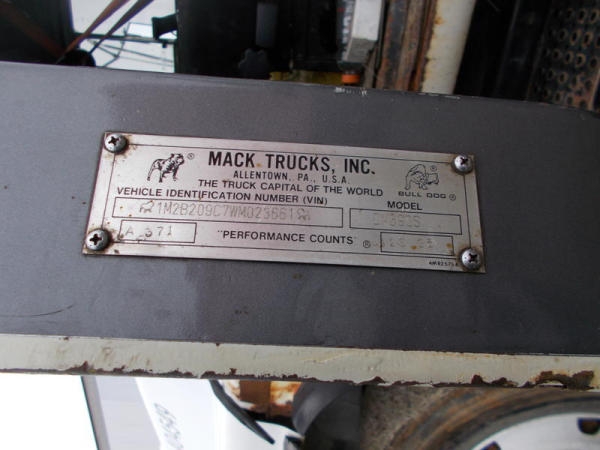 MACK TRUCKS, INC.
ALLENTOWN, PA., U.S.A.
THE TRUCK CAPITAL OF THE WORLD
BULL DOG ®
VEHICLE IDENTIFICATION NUMBER (VIN) MODEL
1M2B209C7WM023661
A 371 "PERFORMANCE COUNTS" ®